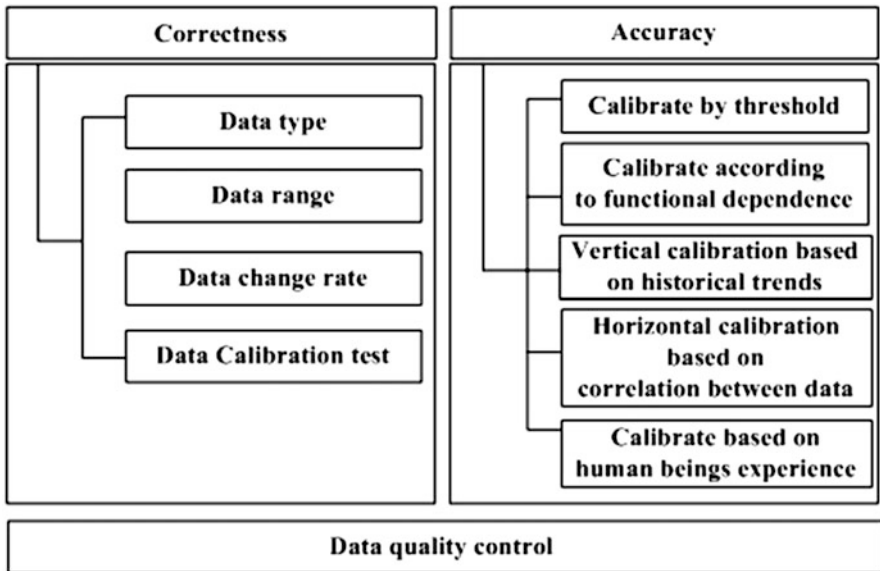 Correctness
Data type
Data range
Data change rate
Data Calibration test
Accuracy
Calibrate by threshold
Calibrate according
to functional dependence
Vertical calibration based
on historical trends
Horizontal calibration
based on
correlation between data
Calibrate based on
human beings experience
Data quality control